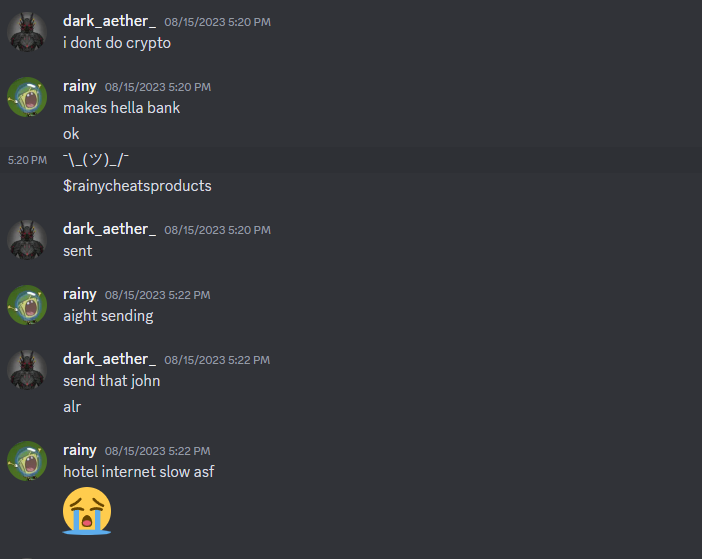 dark_aether_ 08/15/2023 5:20 PM
i dont do crypto
rainy 08/15/2023 5:20 PM
makes hella bank
ok
5:20 PM ¯\_(ツ)_/¯
$rainycheatsproducts
dark_aether_ 08/15/2023 5:20 PM
sent
rainy 08/15/2023 5:22 PM
aight sending
dark_aether_ 08/15/2023 5:22 PM
send that john
alr
rainy 08/15/2023 5:22 PM
hotel internet slow asf